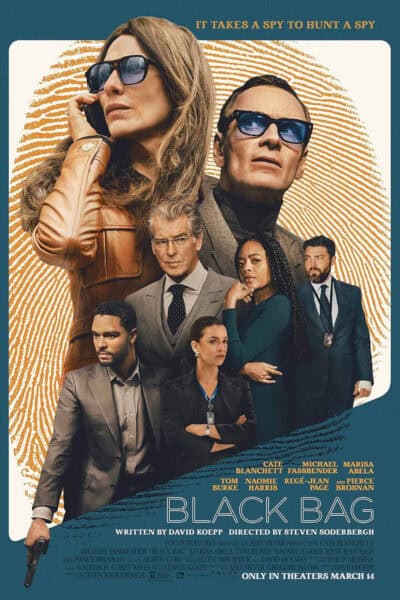 IT TAKES A SPY TO HUNT A SPY
CATE BLANCHETT MICHAEL FASSBENDER MARISA ABELA
TOM BURKE NAOMIE HARRIS REGÉ-JEAN PAGE AND PIERCE BROSNAN
BLACK BAG
WRITTEN BY DAVID KOEPP DIRECTED BY STEVEN SODERBERGH
ONLY IN THEATERS MARCH 14